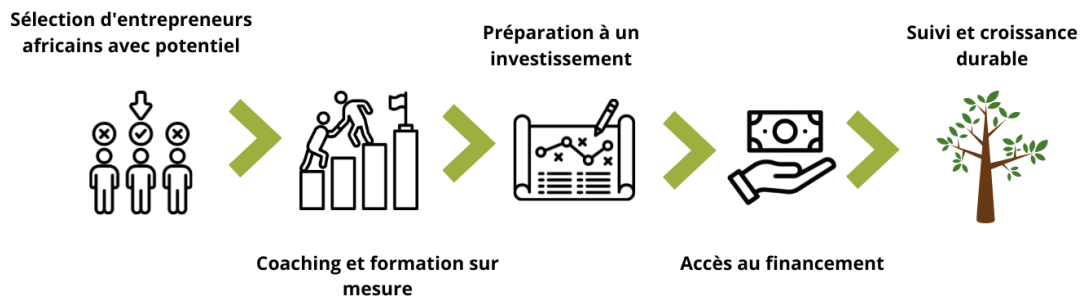 Sélection d'entrepreneurs
africains avec potentiel
Coaching et formation sur
mesure
Préparation à un
investissement
Accès au financement
Suivi et croissance
durable